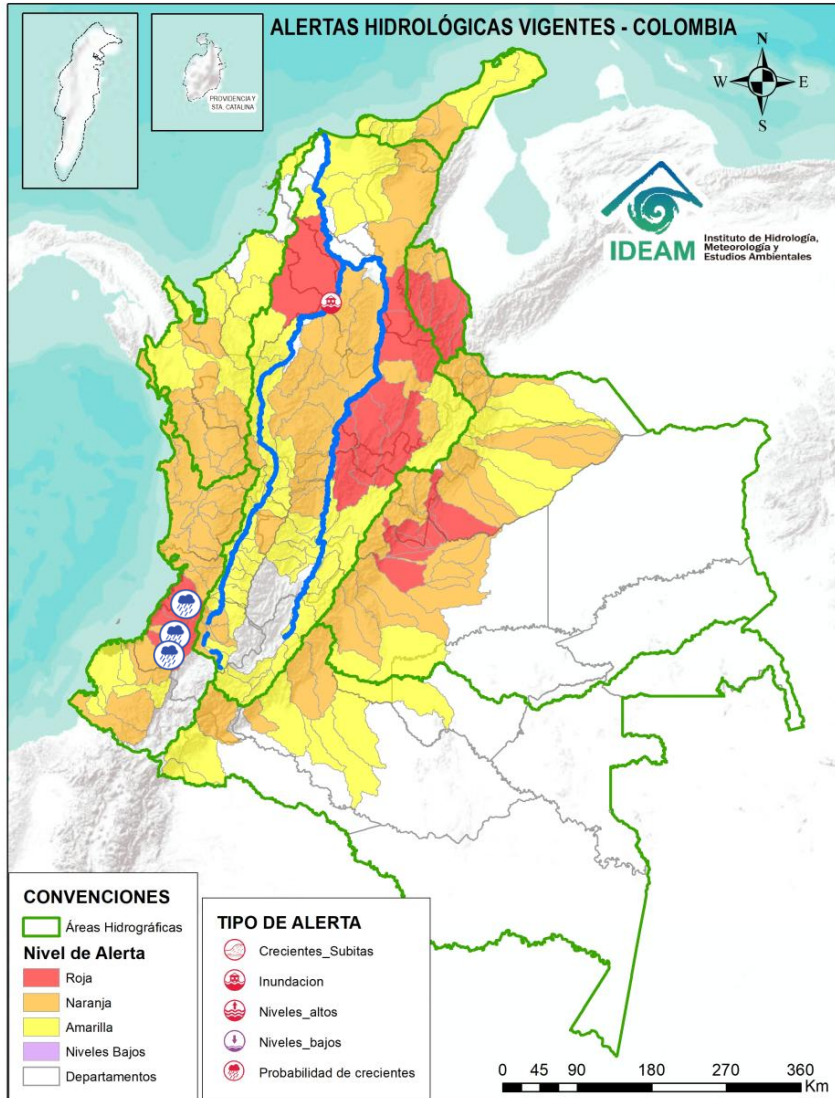 ALERTAS HIDROLÓGICAS VIGENTES - COLOMBIA
PROVIDENCIA Y
STA. CATALINA
N
W
E
S
IDEAM
Instituto de Hidrología,
Meteorología y
Estudios Ambientales
CONVENCIONES
Áreas Hidrográficas
Nivel de Alerta
Roja
Naranja
Amarilla
Niveles Bajos
Departamentos
TIPO DE ALERTA
Crecientes_Subitas
Inundacion
Niveles_altos
Niveles_bajos
Probabilidad de crecientes
0 45 90 180 270 360
Km